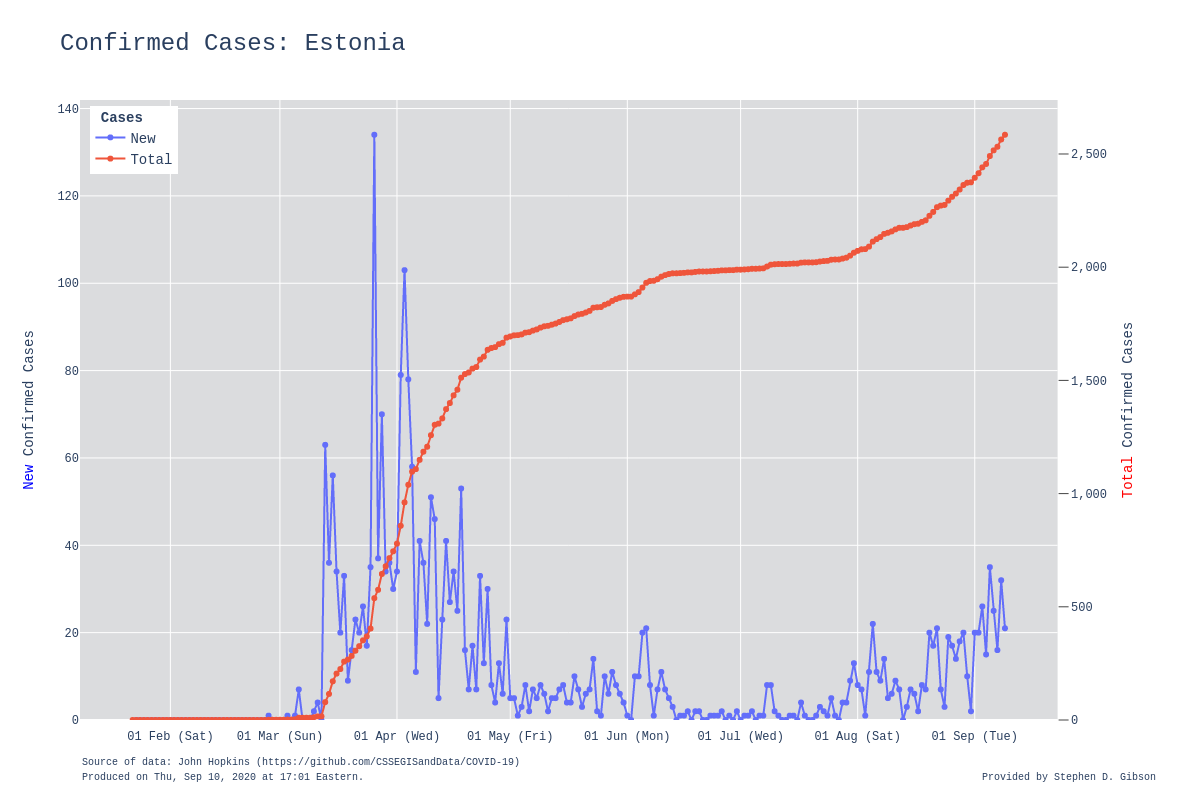 Confirmed Cases: Estonia
Cases
New
Total
140
120
100
80
60
40
20
0
New Confirmed Cases
2,500
2,000
1,500
1,000
500
0
Total Confirmed Cases
01 Feb (Sat) 01 Mar (Sun) 01 Apr (Wed) 01 May (Fri) 01 Jun (Mon) 01 Jul (Wed) 01 Aug (Sat) 01 Sep (Tue)
Source of data: John Hopkins (https://github.com/CSSEGISandData/COVID-19)
Produced on Thu, Sep 10, 2020 at 17:01 Eastern.
Provided by Stephen D. Gibson